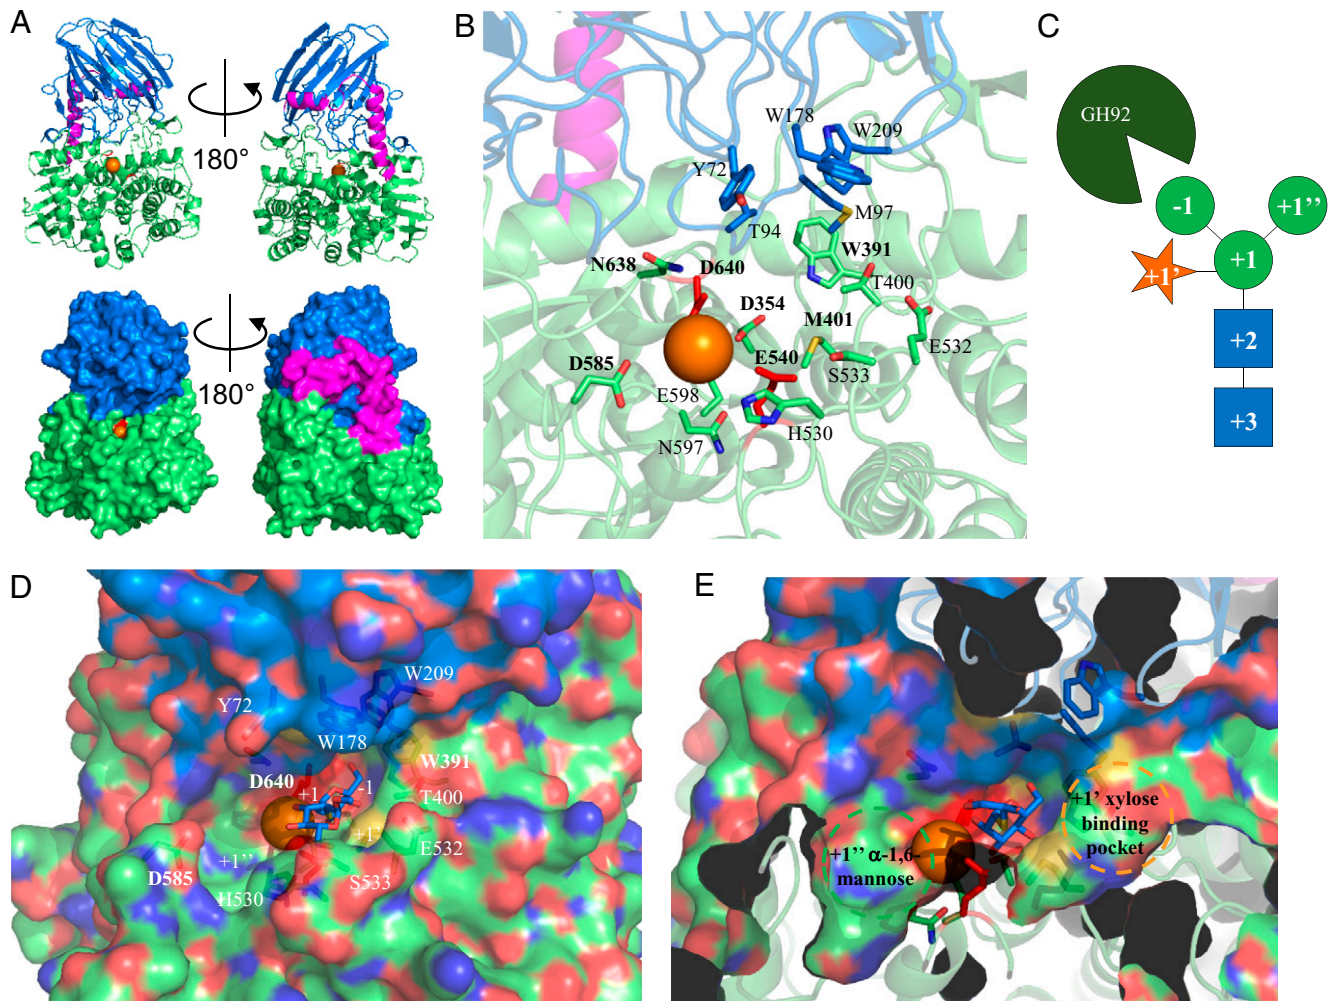 A
180°
180°
B
W178
W209
Y72
M97
T94
W391
N638
D640
T400
D354
M401
E532
D585
E540
S533
E598
H530
N597
C
GH92
-1
+1’’
+1’
+1
+2
+3
D
W209
Y72
W178
W391
D640
+1
-1
T400
+1’
E532
+1’’
D585
S533
H530
E
+1’ xylose
binding
pocket
+1’’ α-1,6-
mannose